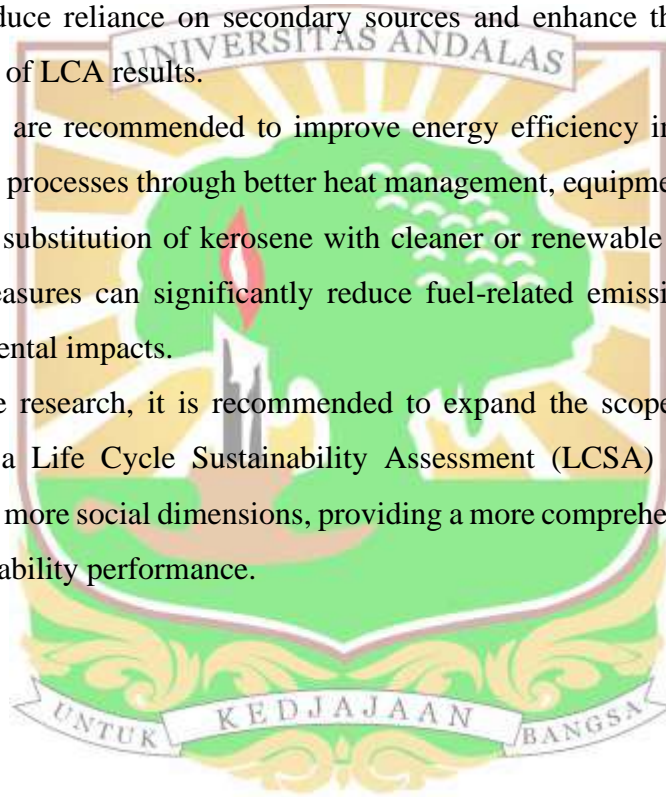 duce reliance on secondary sources and enhance th
UNIVERSITAS ANDALAS
of LCA results.
are recommended to improve energy efficiency in
processes through better heat management, equipme
substitution of kerosene with cleaner or renewable
easures can significantly reduce fuel-related emissi
ental impacts.
e research, it is recommended to expand the scope
a Life Cycle Sustainability Assessment (LCSA)
more social dimensions, providing a more comprehe
ability performance.
UNTUK KEDJAJAAN BANGSA